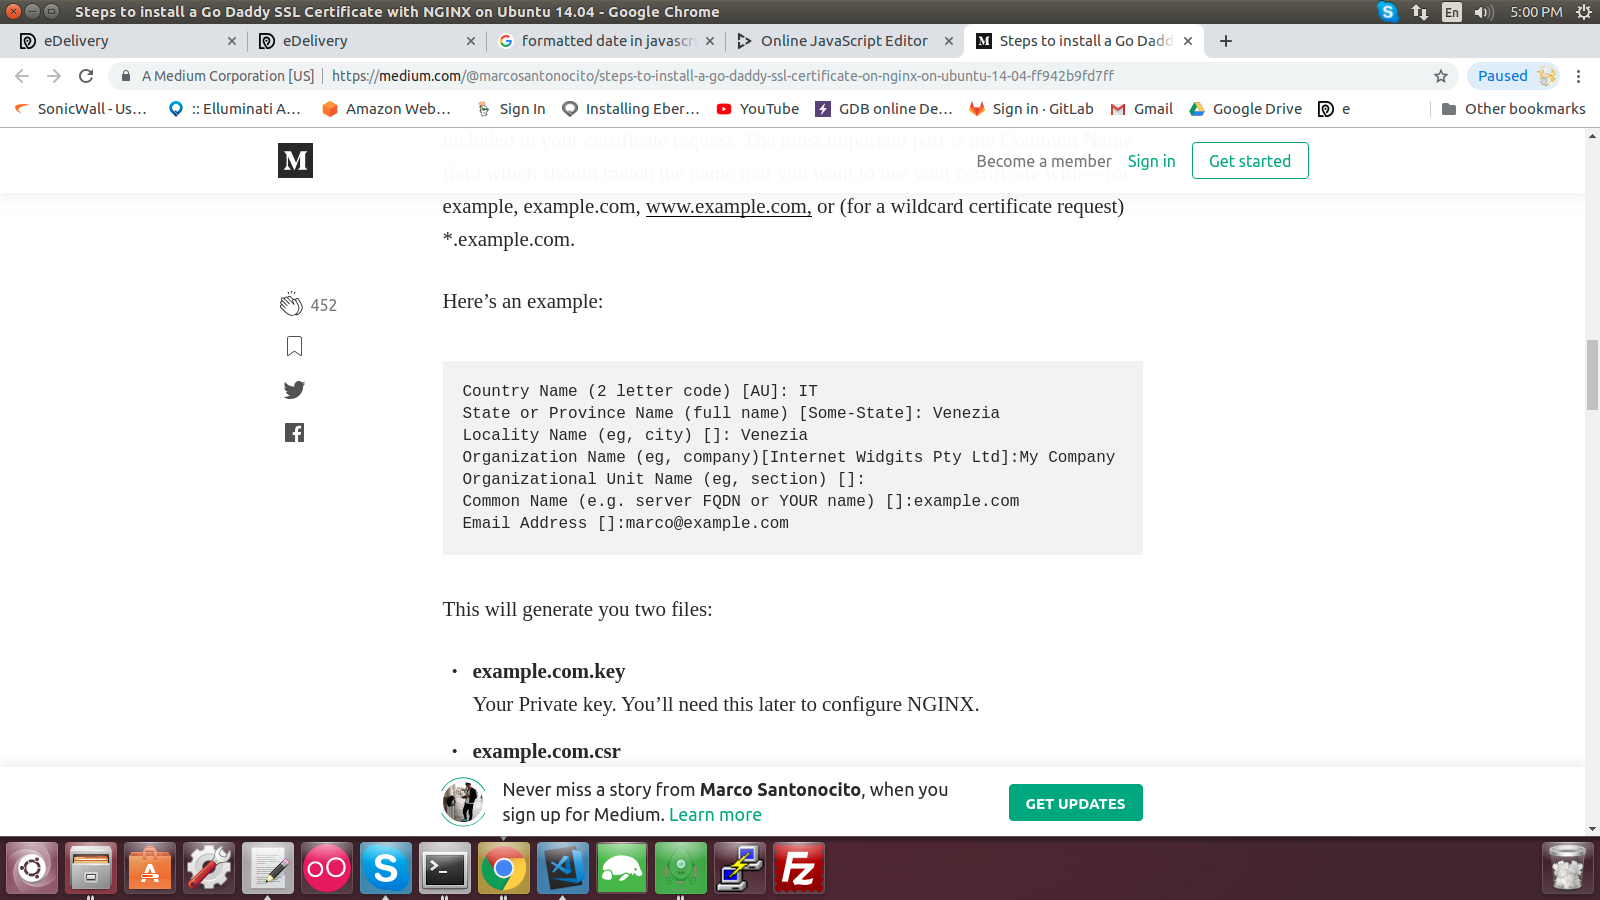 Steps to install a Go Daddy SSL Certificate with NGINX on Ubuntu 14.04 - Google Chrome
En
5:00 PM
eDelivery
eDelivery
formatted date in javascri
Online JavaScript Editor
Steps to install a Go Dadd
A Medium Corporation [US]
https://medium.com/@marcosantonocito/steps-to-install-a-go-daddy-ssl-certificate-on-nginx-on-ubuntu-14-04-ff942b9fd7ff
Paused
SonicWall - Us...
:: Elluminati A...
Amazon Web...
Sign In
Installing Eber...
YouTube
GDB online De...
Sign in · GitLab
Gmail
Google Drive
e
Other bookmarks
included in your certificate request. The most important part is the Common Name
field which should match the name that you want to use your certificate with — for
M
Become a member
Sign in
Get started
example, example.com, www.example.com, or (for a wildcard certificate request)
*.example.com.
452
Here’s an example:
Country Name (2 letter code) [AU]: IT
State or Province Name (full name) [Some-State]: Venezia
Locality Name (eg, city) []: Venezia
Organization Name (eg, company)[Internet Widgits Pty Ltd]:My Company
Organizational Unit Name (eg, section) []:
Common Name (e.g. server FQDN or YOUR name) []:example.com
Email Address []:marco@example.com
This will generate you two files:
• example.com.key
Your Private key. You’ll need this later to configure NGINX.
• example.com.csr
Never miss a story from Marco Santonocito, when you
sign up for Medium. Learn more
GET UPDATES